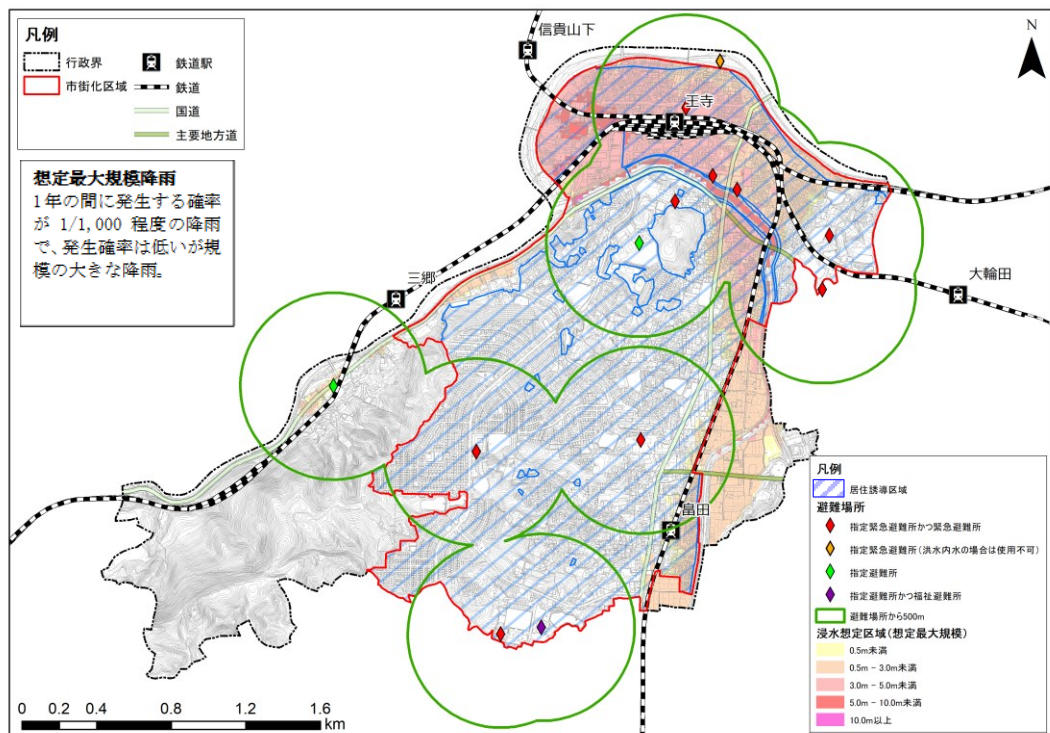 凡例
行政界
鉄道駅
市街化区域
鉄道
国道
主要地方道
想定最大規模降雨
1年の間に発生する確率
が 1/1,000 程度の降雨
で、発生確率は低いが規
模の大きな降雨。
信貴山下
N
王寺
三郷
大輪田
畠田
凡例
居住誘導区域
避難場所
指定緊急避難所かつ緊急避難所
指定緊急避難所(洪水内水の場合は使用不可)
指定避難所
指定避難所かつ福祉避難所
避難場所から500m
浸水想定区域(想定最大規模)
0.5m未満
0.5m - 3.0m未満
3.0m - 5.0m未満
5.0m - 10.0m未満
10.0m以上
0 0.2 0.4 0.8 1.2 1.6
km